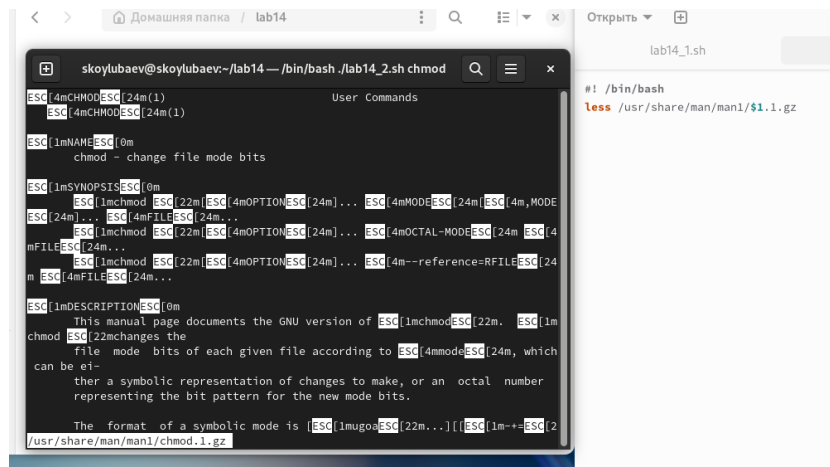 Домашняя папка / lab14
Открыть
lab14_1.sh
skoylubaev@skoylubaev:~/lab14 — /bin/bash ./lab14_2.sh chmod
#! /bin/bash
less /usr/share/man/man1/$1.1.gz
ESC[4mCHMODESC[24m(1) User Commands
ESC[4mCHMODESC[24m(1)
ESC[1mNAMEESC[0m
chmod - change file mode bits
ESC[1mSYNOPSISESC[0m
ESC[1mchmod ESC[22m[ESC[4mOPTIONESC[24m]... ESC[4mMODEESC[24m[ESC[4m,MODE
ESC[24m]... ESC[4mFILEESC[24m...
ESC[1mchmod ESC[22m[ESC[4mOPTIONESC[24m]... ESC[4mOCTAL-MODEESC[24m ESC[4
mFILEESC[24m...
ESC[1mchmod ESC[22m[ESC[4mOPTIONESC[24m]... ESC[4m--reference=RFILEESC[24
m ESC[4mFILEESC[24m...
ESC[1mDESCRIPTIONESC[0m
This manual page documents the GNU version of ESC[1mchmodESC[22m. ESC[1m
chmod ESC[22mchanges the
file mode bits of each given file according to ESC[4mmodeESC[24m, which
can be ei-
ther a symbolic representation of changes to make, or an octal number
representing the bit pattern for the new mode bits.
The format of a symbolic mode is [ESC[1mugoaESC[22m...][[ESC[1m-+=ESC[2
/usr/share/man/man1/chmod.1.gz